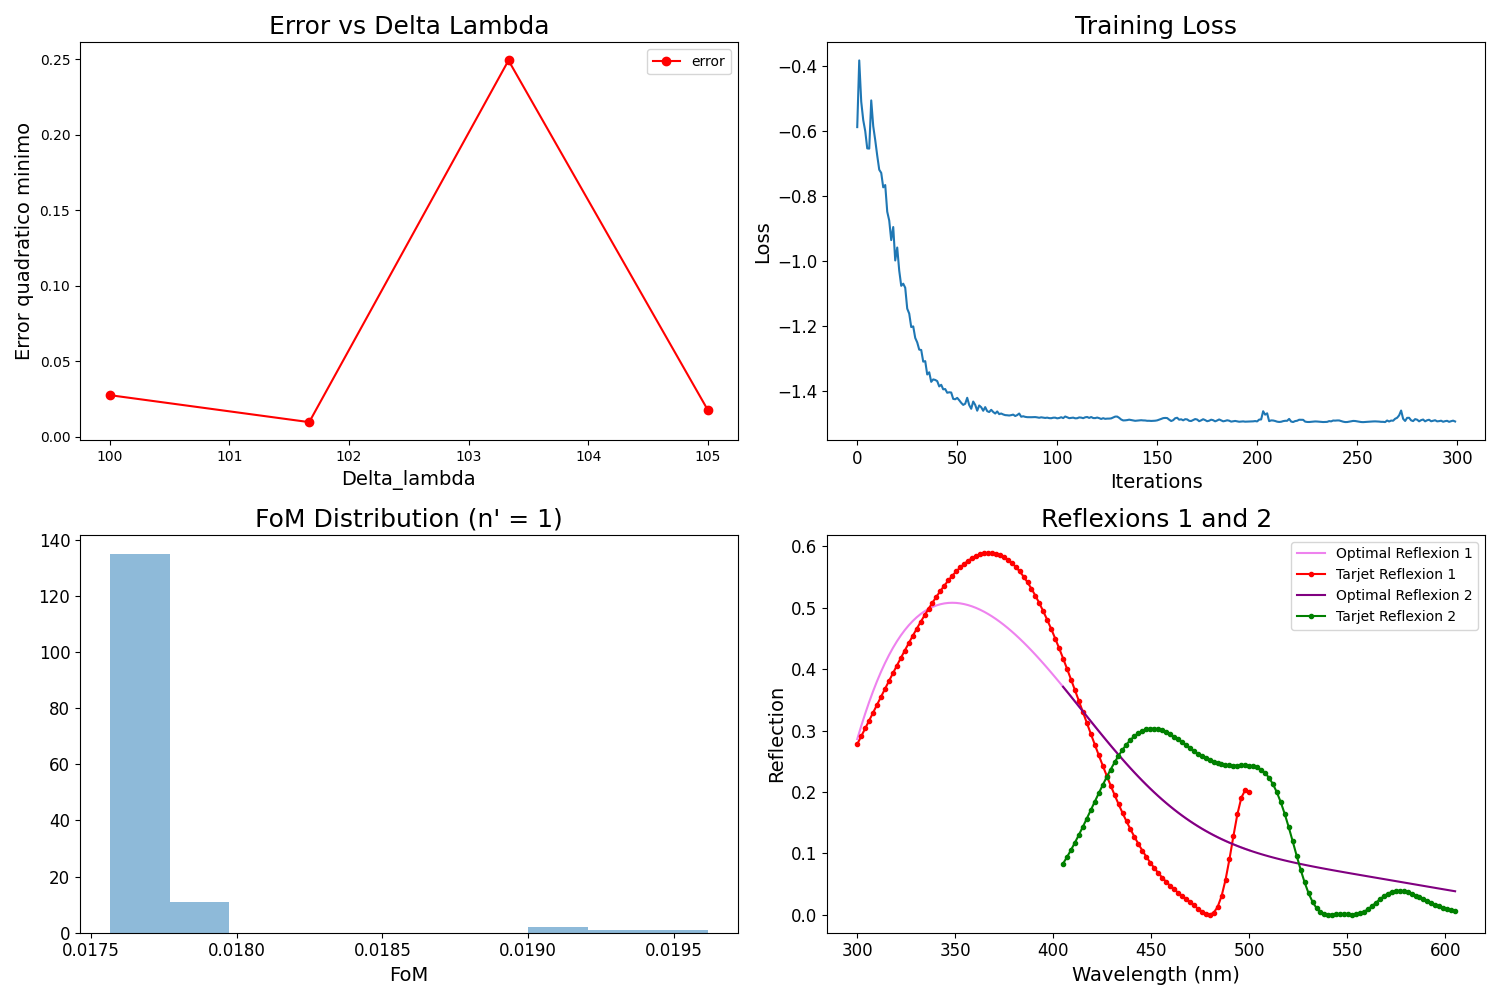 Error vs Delta Lambda
error
Error quadratico minimo
0.25
0.20
0.15
0.10
0.05
0.00
100 101 102 103 104 105
Delta_lambda
Training Loss
Loss
−0.4
−0.6
−0.8
−1.0
−1.2
−1.4
0 50 100 150 200 250 300
Iterations
FoM Distribution (n' = 1)
140
120
100
80
60
40
20
0
0.0175 0.0180 0.0185 0.0190 0.0195
FoM
Reflexions 1 and 2
Optimal Reflexion 1
Tarjet Reflexion 1
Optimal Reflexion 2
Tarjet Reflexion 2
Reflection
0.6
0.5
0.4
0.3
0.2
0.1
0.0
300 350 400 450 500 550 600
Wavelength (nm)